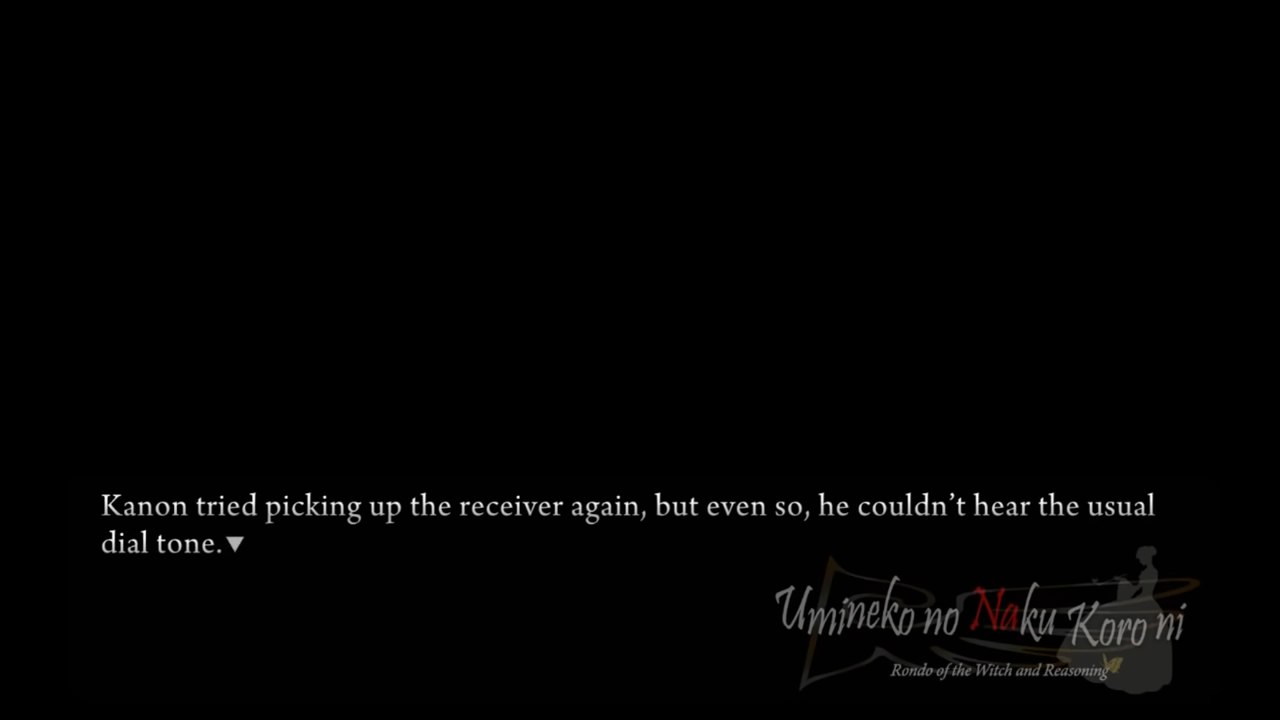 Kanon tried picking up the receiver again, but even so, he couldn’t hear the usual
dial tone.▼
Umineko no Naku Koro ni
Rondo of the Witch and Reasoning